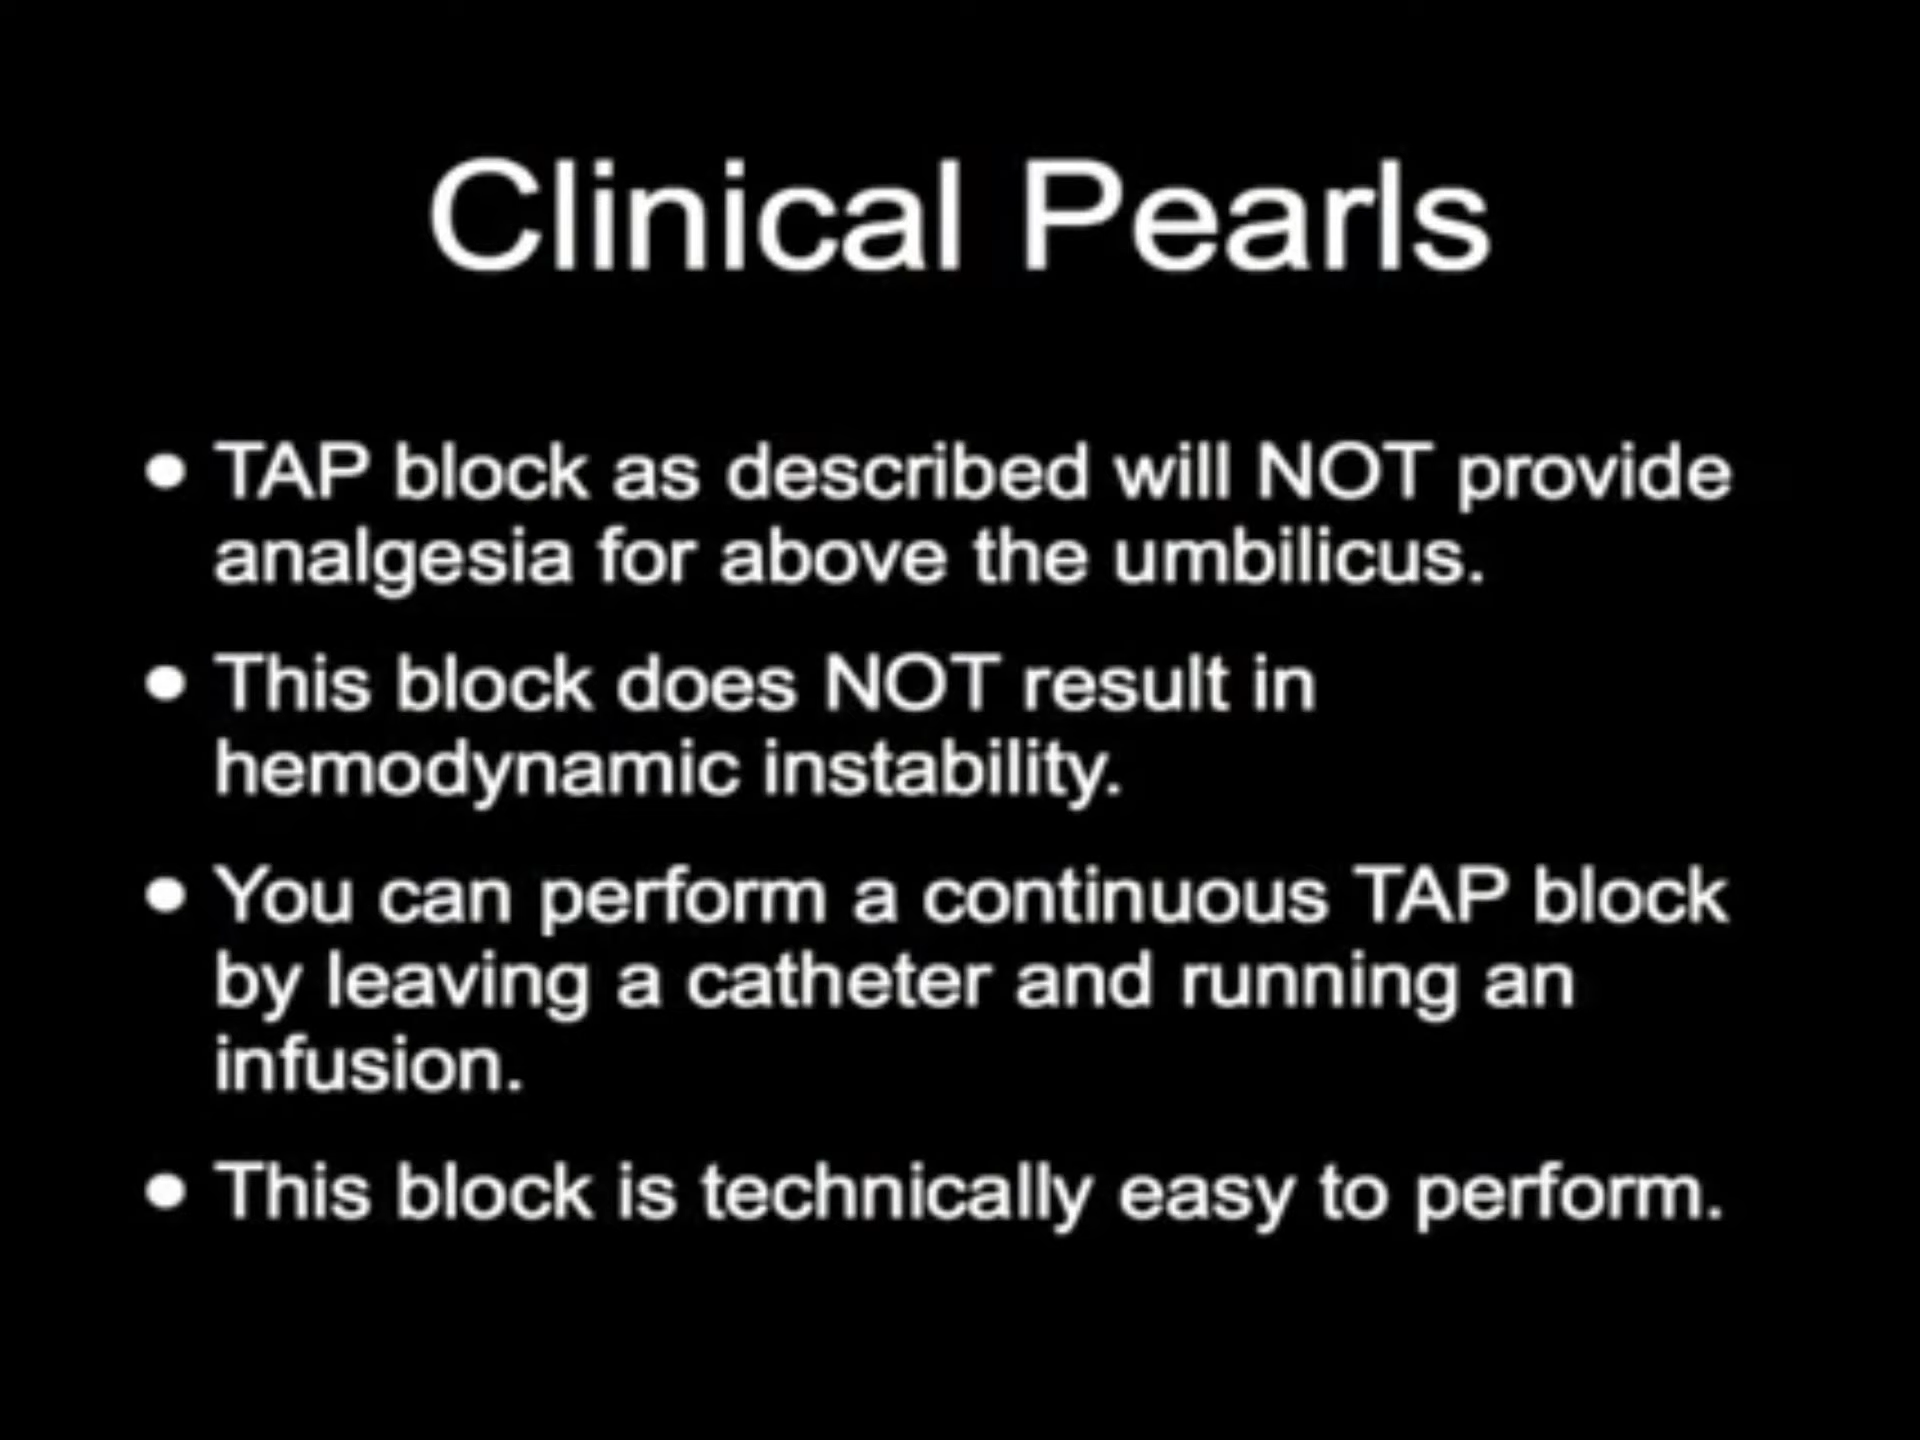 Clinical Pearls
• TAP block as described will NOT provide
analgesia for above the umbilicus.
• This block does NOT result in
hemodynamic instability.
• You can perform a continuous TAP block
by leaving a catheter and running an
infusion.
• This block is technically easy to perform.